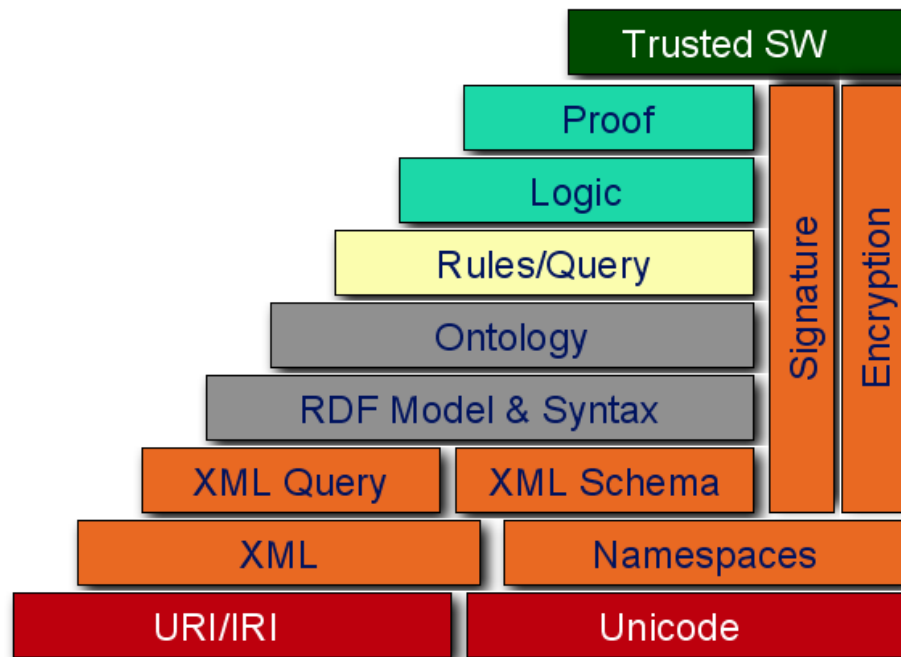 Trusted SW
Proof
Logic
Rules/Query
Ontology
RDF Model & Syntax
Signature
Encryption
XML Query
XML Schema
XML
Namespaces
URI/IRI
Unicode